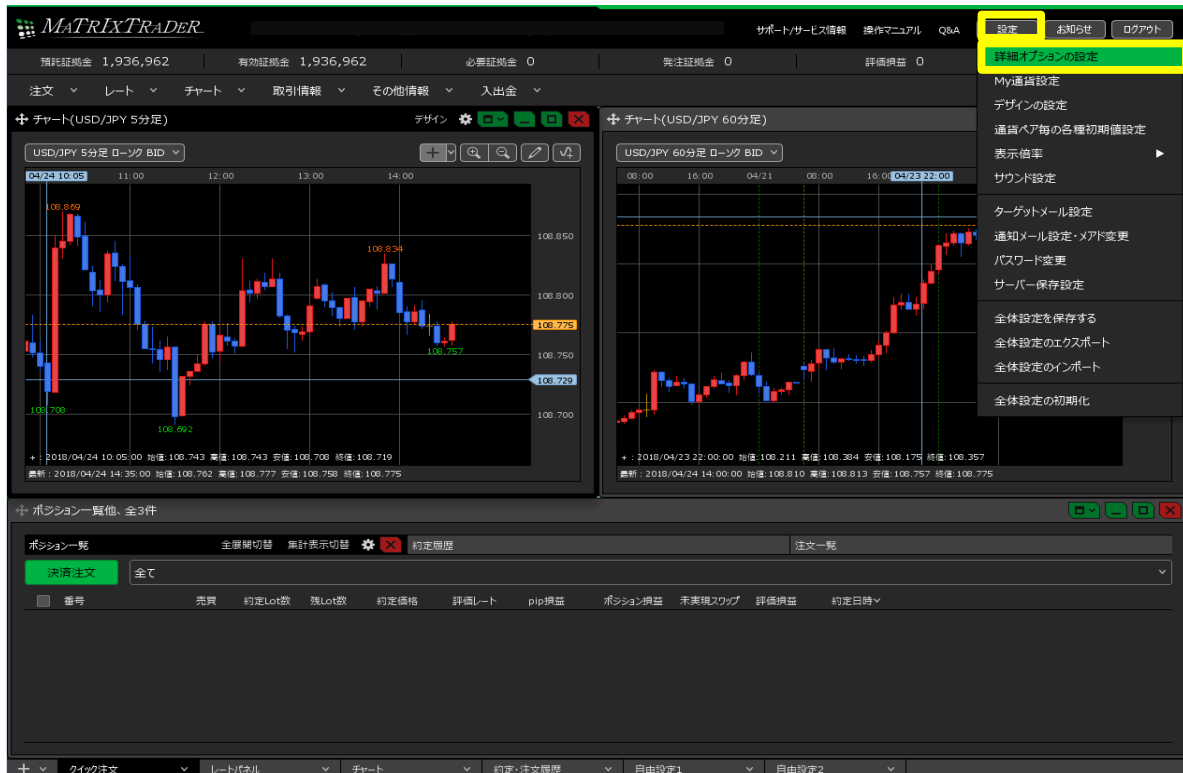 MATRIXTRADER サポート/サービス情報 操作マニュアル Q&A 設定 お知らせ ログアウト
預託証拠金 1,936,962 有効証拠金 1,936,962 必要証拠金 0 発注証拠金 0 評価損益 0
注文 レート チャート 取引情報 その他情報 入出金
詳細オプションの設定
My通貨設定
デザインの設定
通貨ペア毎の各種初期値設定
表示倍率
サウンド設定
ターゲットメール設定
通知メール設定・メアド変更
パスワード変更
サーバー保存設定
全体設定を保存する
全体設定のエクスポート
全体設定のインポート
全体設定の初期化
チャート(USD/JPY 5分足) デザイン
USD/JPY 5分足 ローソク BID
04/24 10:05 11:00 12:00 13:00 14:00
108.869
108.834
108.850
108.800
108.775
108.757
108.750
108.729
108.708
108.700
108.692
+ : 2018/04/24 10:05:00 始値:108.743 高値:108.743 安値:108.708 終値:108.719
最新 : 2018/04/24 14:35:00 始値:108.762 高値:108.777 安値:108.758 終値:108.775
チャート(USD/JPY 60分足)
USD/JPY 60分足 ローソク BID
08:00 16:00 04/21 08:00 16:00 04/23 22:00
+ : 2018/04/23 22:00:00 始値:108.211 高値:108.384 安値:108.175 終値:108.357
最新 : 2018/04/24 14:00:00 始値:108.810 高値:108.813 安値:108.757 終値:108.775
ポジション一覧他、全3件
ポジション一覧 全展開切替 集計表示切替 約定履歴 注文一覧
決済注文 全て
番号 売買 約定Lot数 残Lot数 約定価格 評価レート pip損益 ポジション損益 未実現スワップ 評価損益 約定日時
クイック注文 レートパネル チャート 約定・注文履歴 自由設定1 自由設定2